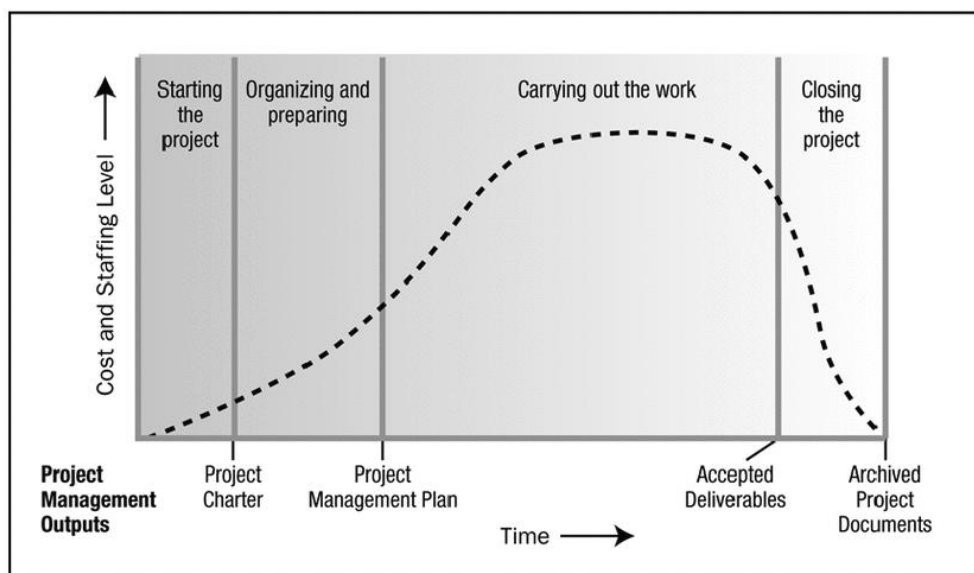 Starting
the
project
Organizing and
preparing
Carrying out the work
Closing
the
project
Cost and Staffing Level
Project
Management
Outputs
Project
Charter
Project
Management Plan
Accepted
Deliverables
Archived
Project
Documents
Time